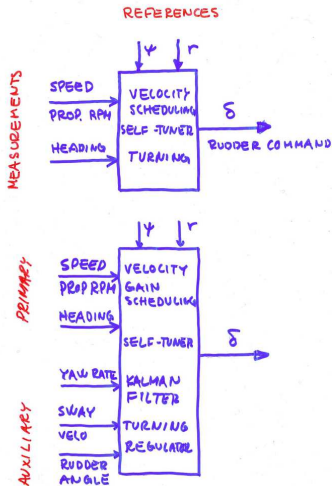 REFERENCES
ψ r
MEASUREMENTS
SPEED
PROP. RPM
HEADING
VELOCITY
SCHEDULING
SELF-TUNER
TURNING
δ
RUDDER COMMAND
ψ r
PRIMARY
SPEED
PROP RPM
HEADING
AUXILIARY
YAW RATE
SWAY
VELO
RUDDER
ANGLE
VELOCITY
GAIN
SCHEDULING
SELF-TUNER
KALMAN
FILTER
TURNING
REGULATOR
δ